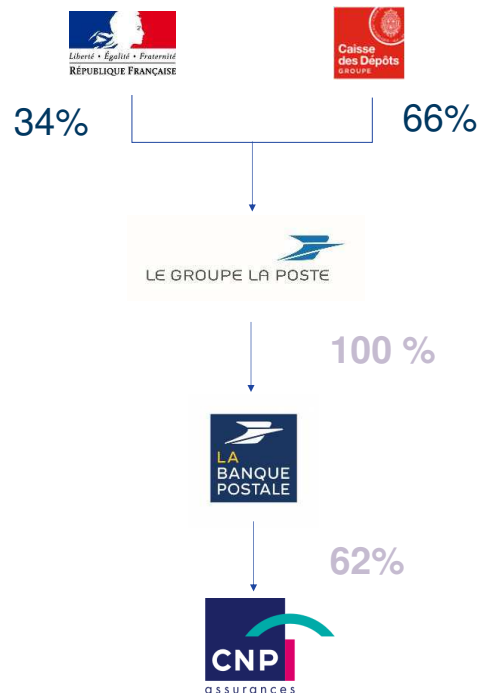 Liberté • Égalité • Fraternité
RÉPUBLIQUE FRANÇAISE
Caisse
des Dépôts
GROUPE
34%
66%
LE GROUPE LA POSTE
100 %
LA
BANQUE
POSTALE
62%
CNP
assurances